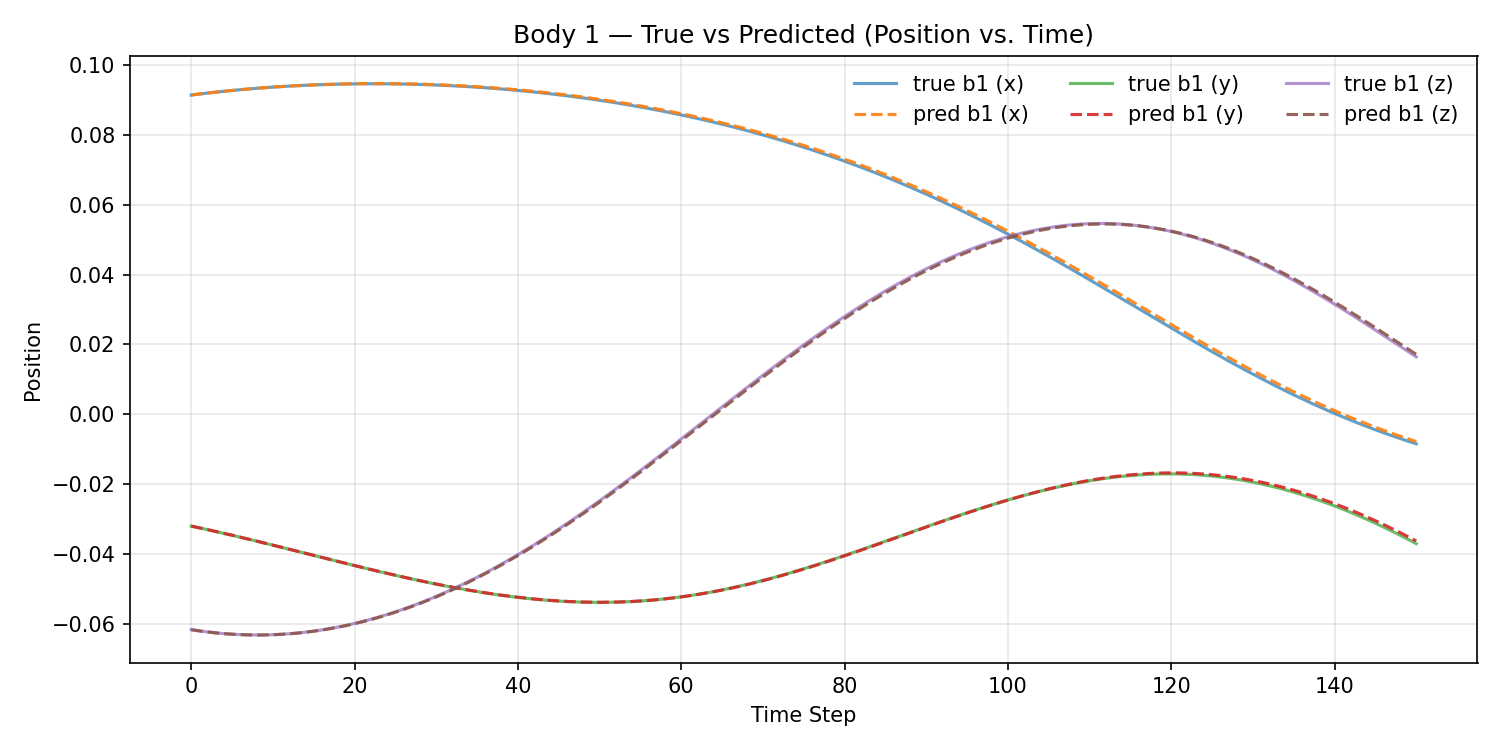 Body 1 — True vs Predicted (Position vs. Time)
true b1 (x)
pred b1 (x)
true b1 (y)
pred b1 (y)
true b1 (z)
pred b1 (z)
Position
0.10
0.08
0.06
0.04
0.02
0.00
−0.02
−0.04
−0.06
0 20 40 60 80 100 120 140
Time Step